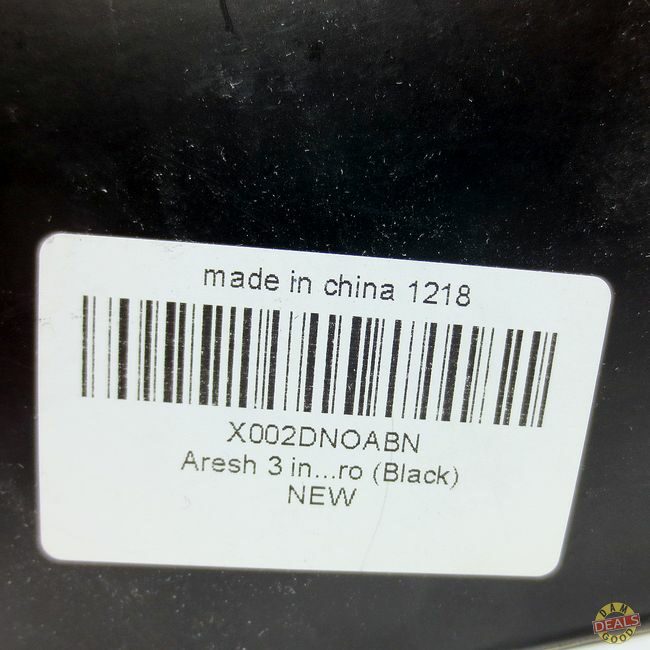 made in china 1218
X002DNOABN
Aresh 3 in...ro (Black)
NEW
DAM
DEALS
GOOD